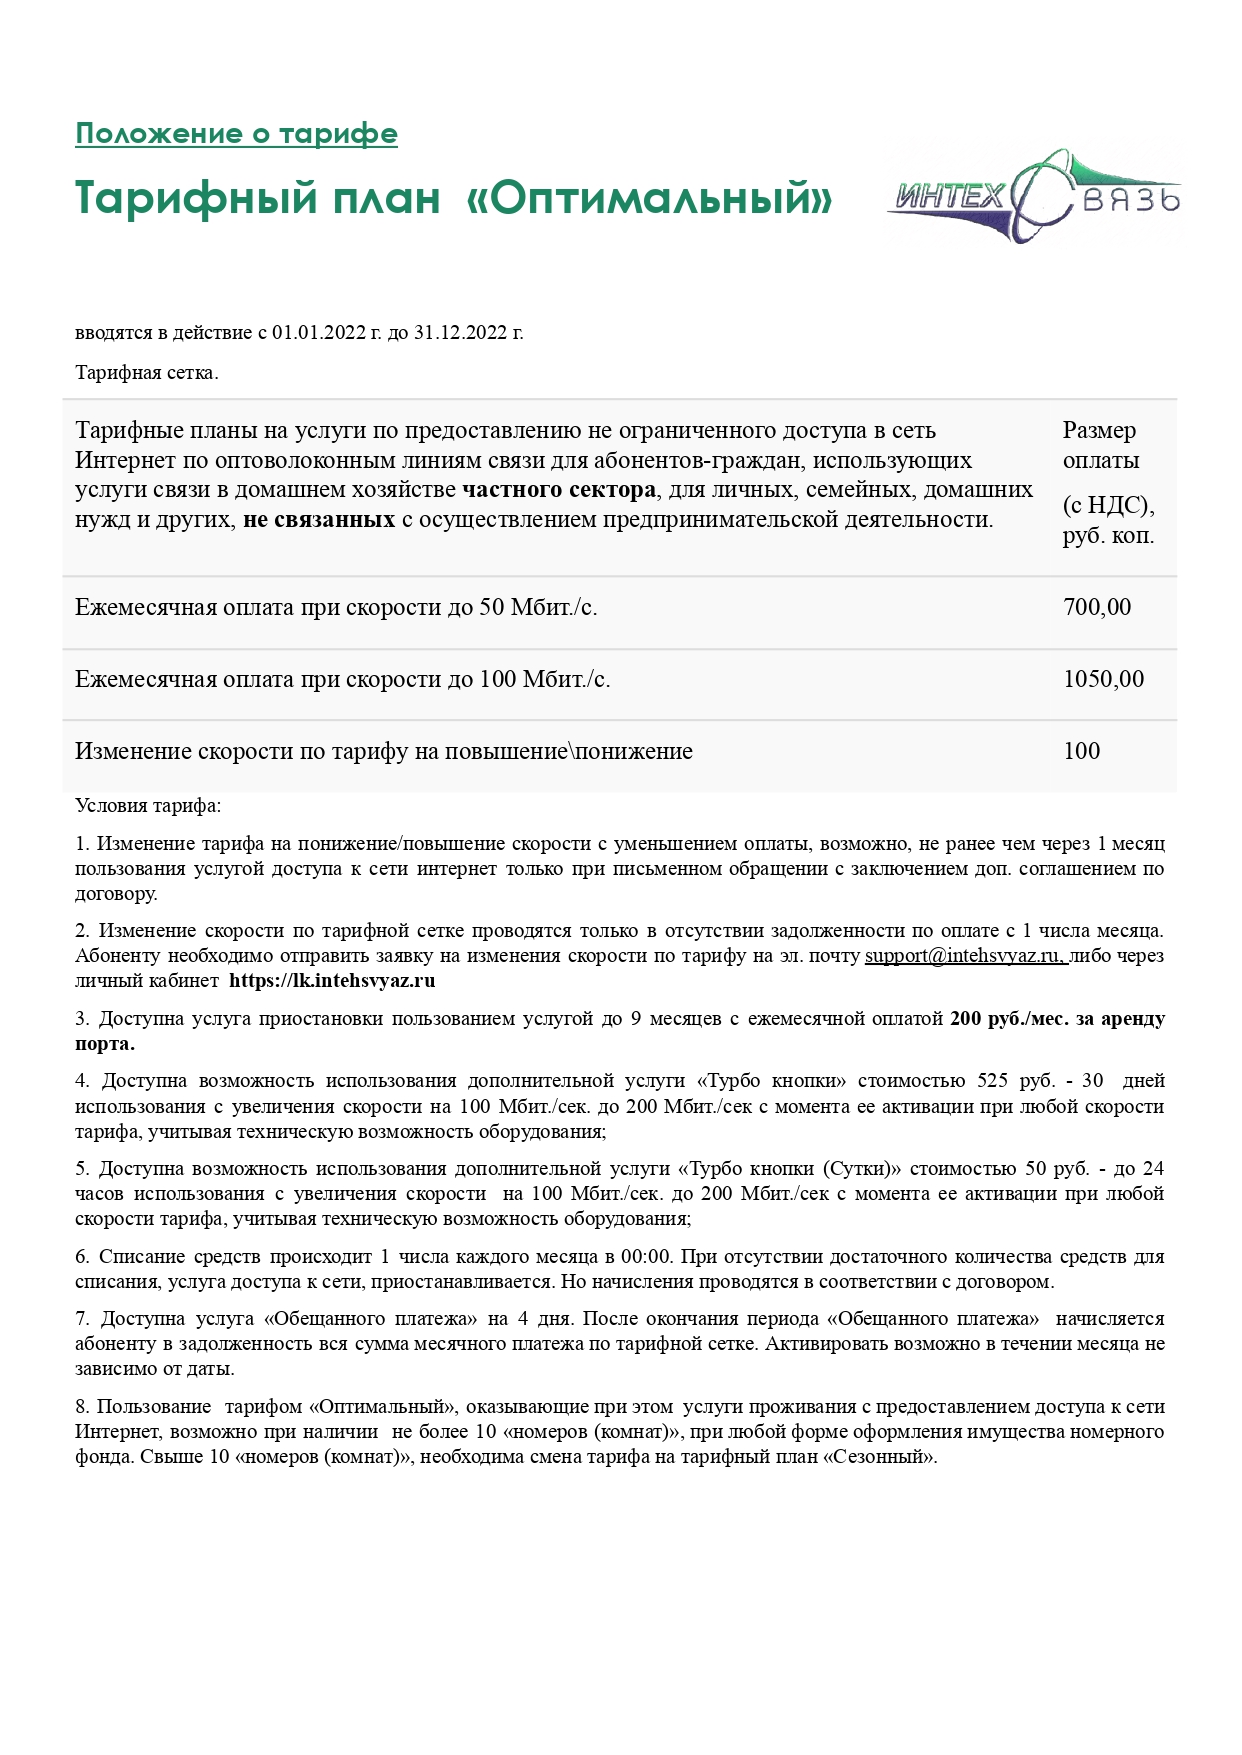 Положение о тарифе
Тарифный план «Оптимальный»
ИНТЕХ СВЯЗЬ
вводятся в действие с 01.01.2022 г. до 31.12.2022 г.
Тарифная сетка.
Тарифные планы на услуги по предоставлению не ограниченного доступа в сеть
Интернет по оптоволоконным линиям связи для абонентов-граждан, использующих
услуги связи в домашнем хозяйстве частного сектора, для личных, семейных, домашних
нужд и других, не связанных с осуществлением предпринимательской деятельности.
Размер
оплаты
(с НДС),
руб. коп.
Ежемесячная оплата при скорости до 50 Мбит./с.
700,00
Ежемесячная оплата при скорости до 100 Мбит./с.
1050,00
Изменение скорости по тарифу на повышение\понижение
100
Условия тарифа:
1. Изменение тарифа на понижение/повышение скорости с уменьшением оплаты, возможно, не ранее чем через 1 месяц
пользования услугой доступа к сети интернет только при письменном обращении с заключением доп. соглашением по
договору.
2. Изменение скорости по тарифной сетке проводятся только в отсутствии задолженности по оплате с 1 числа месяца.
Абоненту необходимо отправить заявку на изменения скорости по тарифу на эл. почту support@intehsvyaz.ru, либо через
личный кабинет https://lk.intehsvyaz.ru
3. Доступна услуга приостановки пользованием услугой до 9 месяцев с ежемесячной оплатой 200 руб./мес. за аренду
порта.
4. Доступна возможность использования дополнительной услуги «Турбо кнопки» стоимостью 525 руб. - 30 дней
использования с увеличения скорости на 100 Мбит./сек. до 200 Мбит./сек с момента ее активации при любой скорости
тарифа, учитывая техническую возможность оборудования;
5. Доступна возможность использования дополнительной услуги «Турбо кнопки (Сутки)» стоимостью 50 руб. - до 24
часов использования с увеличения скорости на 100 Мбит./сек. до 200 Мбит./сек с момента ее активации при любой
скорости тарифа, учитывая техническую возможность оборудования;
6. Списание средств происходит 1 числа каждого месяца в 00:00. При отсутствии достаточного количества средств для
списания, услуга доступа к сети, приостанавливается. Но начисления проводятся в соответствии с договором.
7. Доступна услуга «Обещанного платежа» на 4 дня. После окончания периода «Обещанного платежа» начисляется
абоненту в задолженность вся сумма месячного платежа по тарифной сетке. Активировать возможно в течении месяца не
зависимо от даты.
8. Пользование тарифом «Оптимальный», оказывающие при этом услуги проживания с предоставлением доступа к сети
Интернет, возможно при наличии не более 10 «номеров (комнат)», при любой форме оформления имущества номерного
фонда. Свыше 10 «номеров (комнат)», необходима смена тарифа на тарифный план «Сезонный».